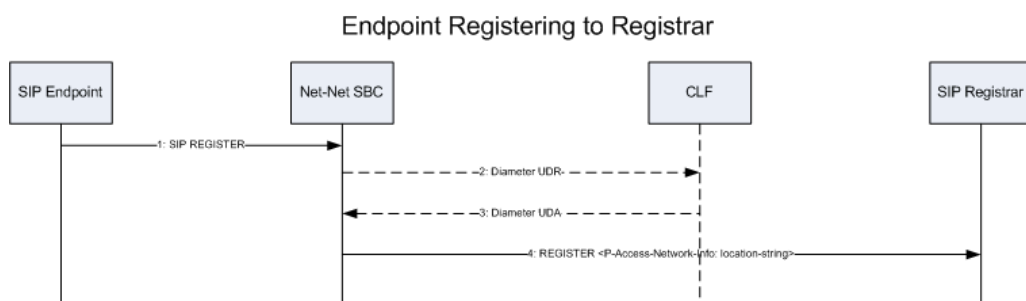 Endpoint Registering to Registrar
SIP Endpoint
Net-Net SBC
CLF
SIP Registrar
1: SIP REGISTER
2: Diameter UDR
3: Diameter UDA
4: REGISTER <P-Access-Network-Info: location-string>